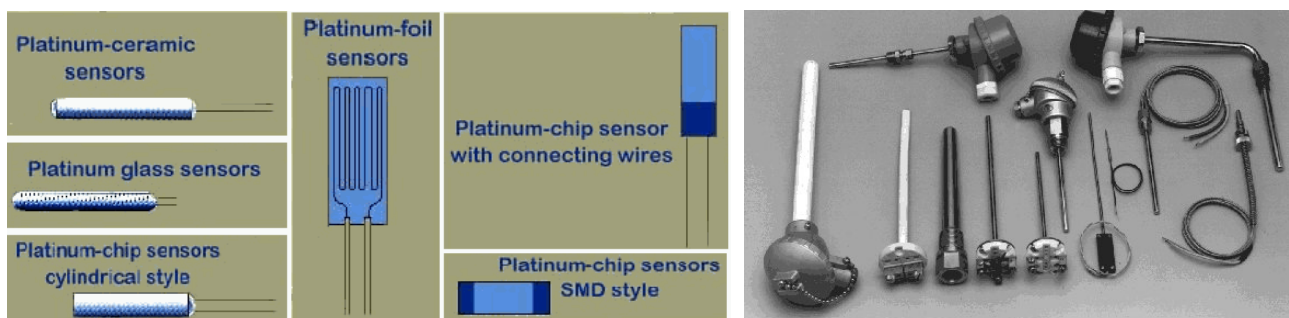 Platinum-ceramic
sensors
Platinum glass sensors
Platinum-chip sensors
cylindrical style
Platinum-foil
sensors
Platinum-chip sensor
with connecting wires
Platinum-chip sensors
SMD style